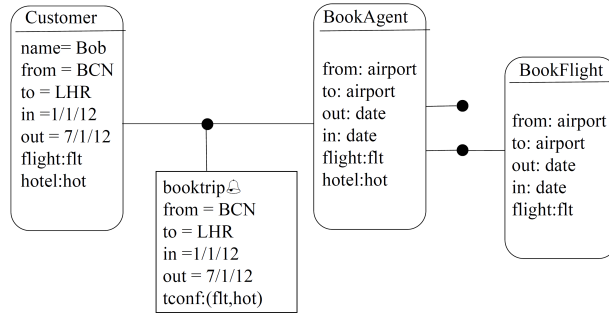 Customer
name= Bob
from = BCN
to = LHR
in =1/1/12
out = 7/1/12
flight:flt
hotel:hot
booktrip
from = BCN
to = LHR
in =1/1/12
out = 7/1/12
tconf:(flt,hot)
BookAgent
from: airport
to: airport
out: date
in: date
flight:flt
hotel:hot
BookFlight
from: airport
to: airport
out: date
in: date
flight:flt